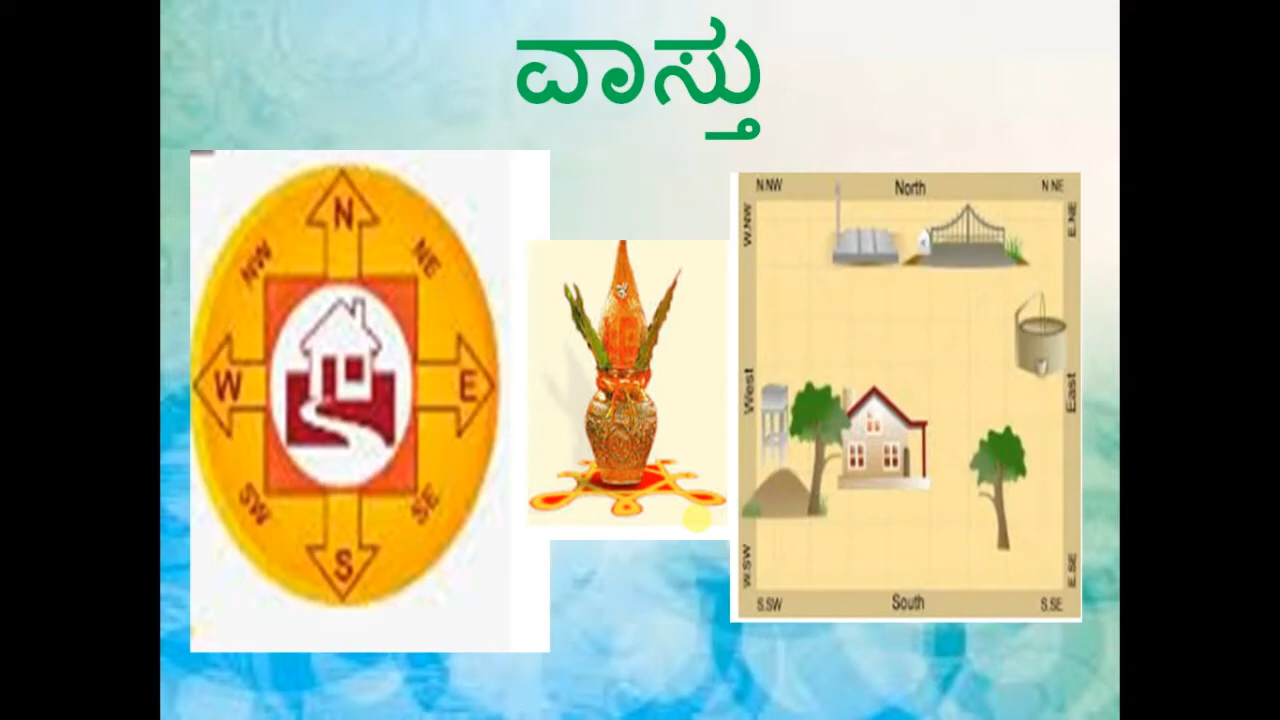 ವಾಸ್ತು
N
NW
NE
W
E
SW
SE
S
N.NW
North
N NE
W.NW
E.NE
West
East
W.SW
E.SE
S.SW
South
S.SE